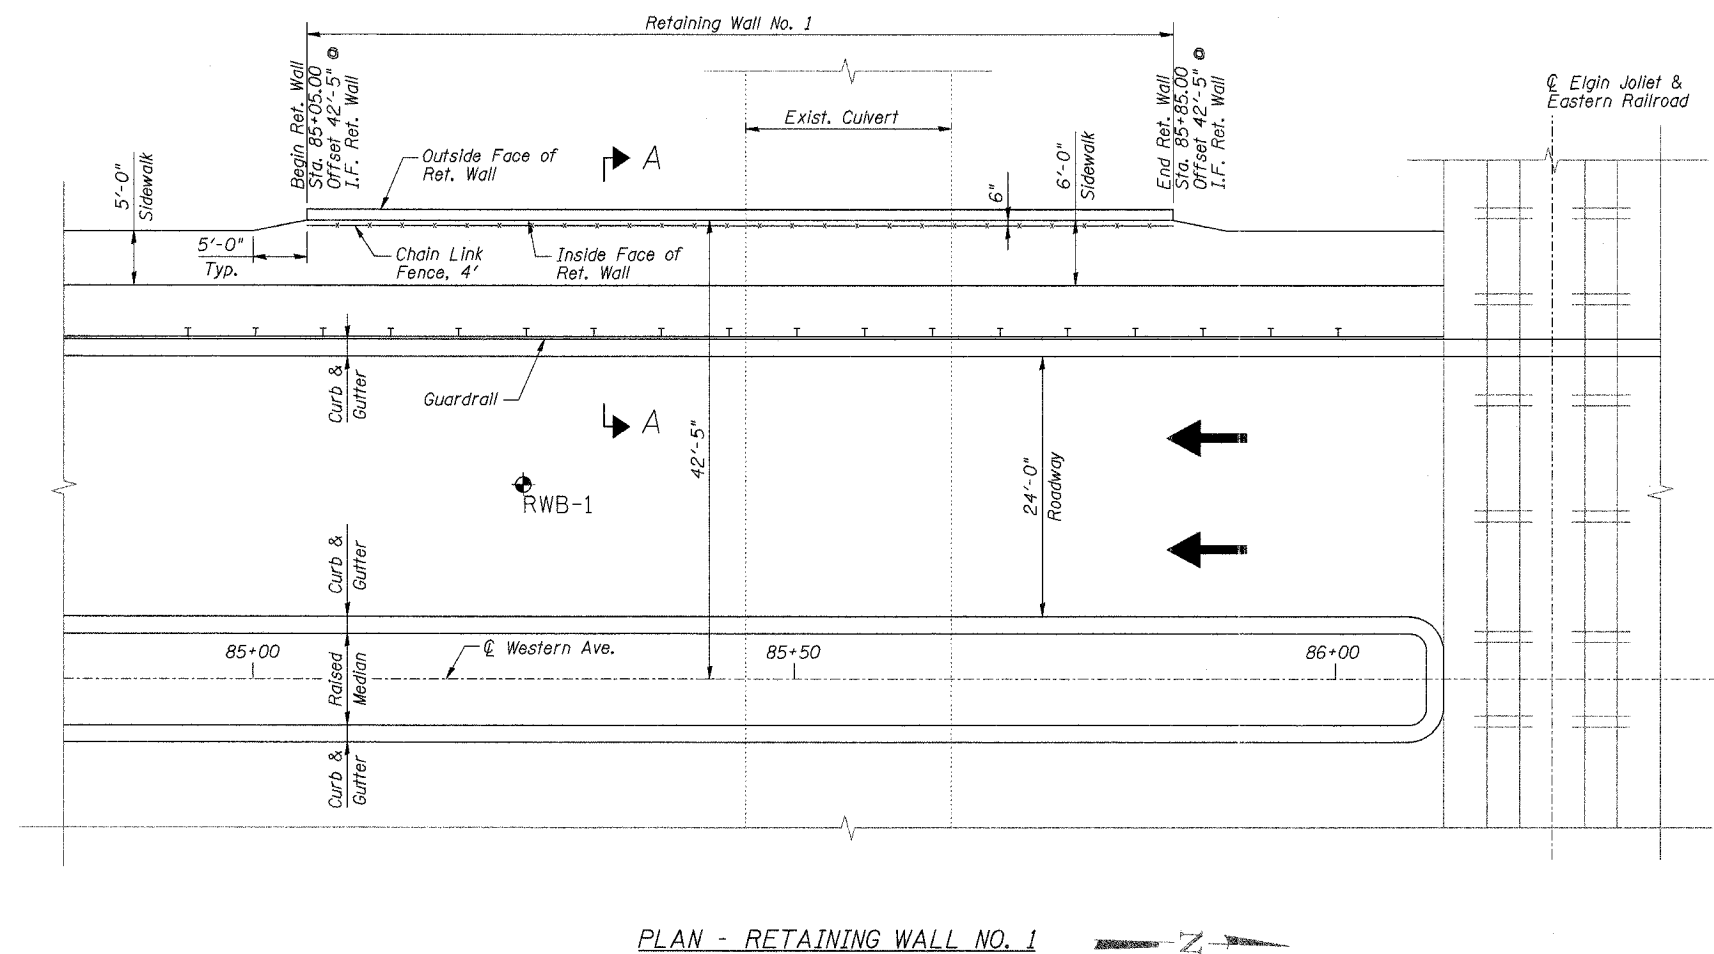 Retaining Wall No. 1
Begin Ret. Wall
Sta. 85+05.00
Offset 42'-5" @
I.F. Ret. Wall
End Ret. Wall
Sta. 85+85.00
Offset 42'-5" @
I.F. Ret. Wall
℄ Elgin Joliet &
Eastern Railroad
Exist. Culvert
Outside Face of
Ret. Wall
A
5'-0"
Sidewalk
6"
6'-0"
Sidewalk
5'-0"
Typ.
Chain Link
Fence, 4'
Inside Face of
Ret. Wall
Curb &
Gutter
Guardrail
A
42'-5"
24'-0"
Roadway
RWB-1
Curb &
Gutter
85+00
℄ Western Ave.
85+50
86+00
Raised
Median
Curb &
Gutter
PLAN - RETAINING WALL NO. 1
N